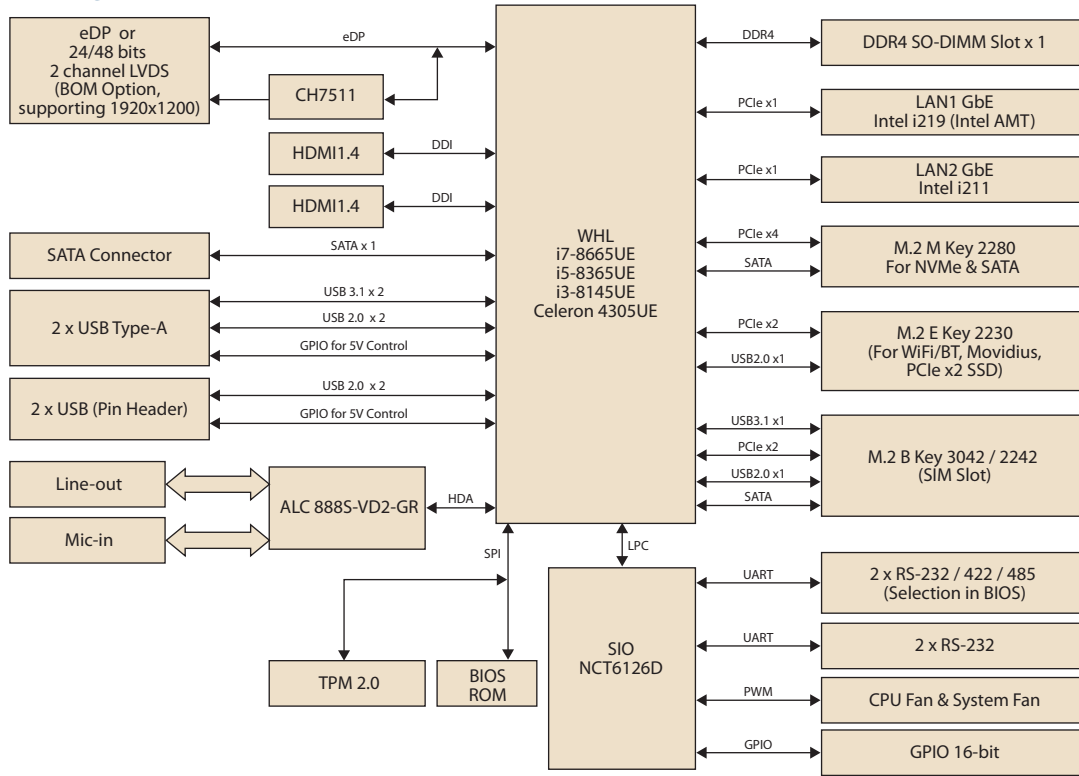 eDP or
24/48 bits
2 channel LVDS
(BOM Option,
supporting 1920x1200)
eDP
CH7511
HDMI1.4
DDI
HDMI1.4
DDI
SATA Connector
SATA x 1
2 x USB Type-A
USB 3.1 x 2
USB 2.0 x 2
GPIO for 5V Control
2 x USB (Pin Header)
USB 2.0 x 2
GPIO for 5V Control
Line-out
Mic-in
ALC 888S-VD2-GR
HDA
WHL
i7-8665UE
i5-8365UE
i3-8145UE
Celeron 4305UE
DDR4
DDR4 SO-DIMM Slot x 1
PCIe x1
LAN1 GbE
Intel i219 (Intel AMT)
PCIe x1
LAN2 GbE
Intel i211
PCIe x4
SATA
M.2 M Key 2280
For NVMe & SATA
PCIe x2
USB2.0 x1
M.2 E Key 2230
(For WiFi/BT, Movidius,
PCIe x2 SSD)
USB3.1 x1
PCIe x2
USB2.0 x1
SATA
M.2 B Key 3042 / 2242
(SIM Slot)
SPI
LPC
TPM 2.0
BIOS
ROM
SIO
NCT6126D
UART
2 x RS-232 / 422 / 485
(Selection in BIOS)
UART
2 x RS-232
PWM
CPU Fan & System Fan
GPIO
GPIO 16-bit